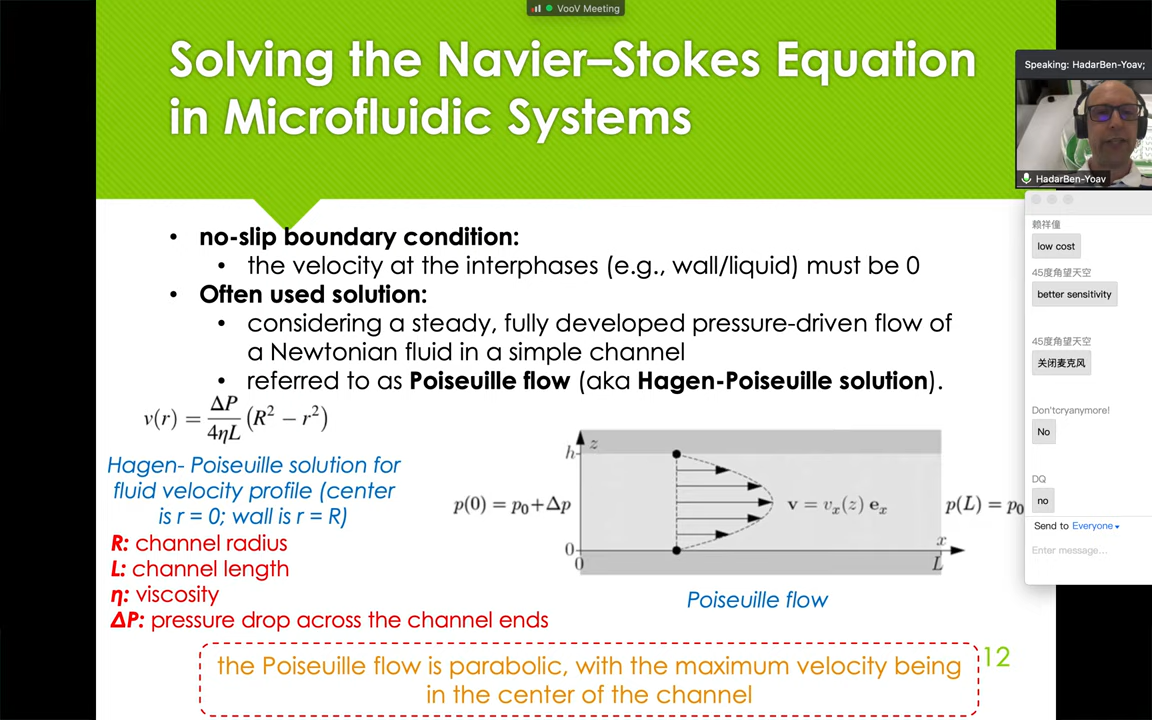 VooV Meeting
Solving the Navier–Stokes Equation
in Microfluidic Systems
• no-slip boundary condition:
• the velocity at the interphases (e.g., wall/liquid) must be 0
• Often used solution:
• considering a steady, fully developed pressure-driven flow of
a Newtonian fluid in a simple channel
• referred to as Poiseuille flow (aka Hagen-Poiseuille solution).
v(r) = ΔP/4ηL (R² − r²)
Hagen- Poiseuille solution for
fluid velocity profile (center
is r = 0; wall is r = R)
R: channel radius
L: channel length
η: viscosity
ΔP: pressure drop across the channel ends
z
h
p(0) = p₀+Δp
v = vₓ(z) eₓ
p(L) = p₀
0
x
0
L
Poiseuille flow
the Poiseuille flow is parabolic, with the maximum velocity being
in the center of the channel
12
Speaking: HadarBen-Yoav;
HadarBen-Yoav
赖祥僮
low cost
45度角望天空
better sensitivity
45度角望天空
关闭麦克风
Don'tcryanymore!
No
DQ
no
Send to Everyone
Enter message...